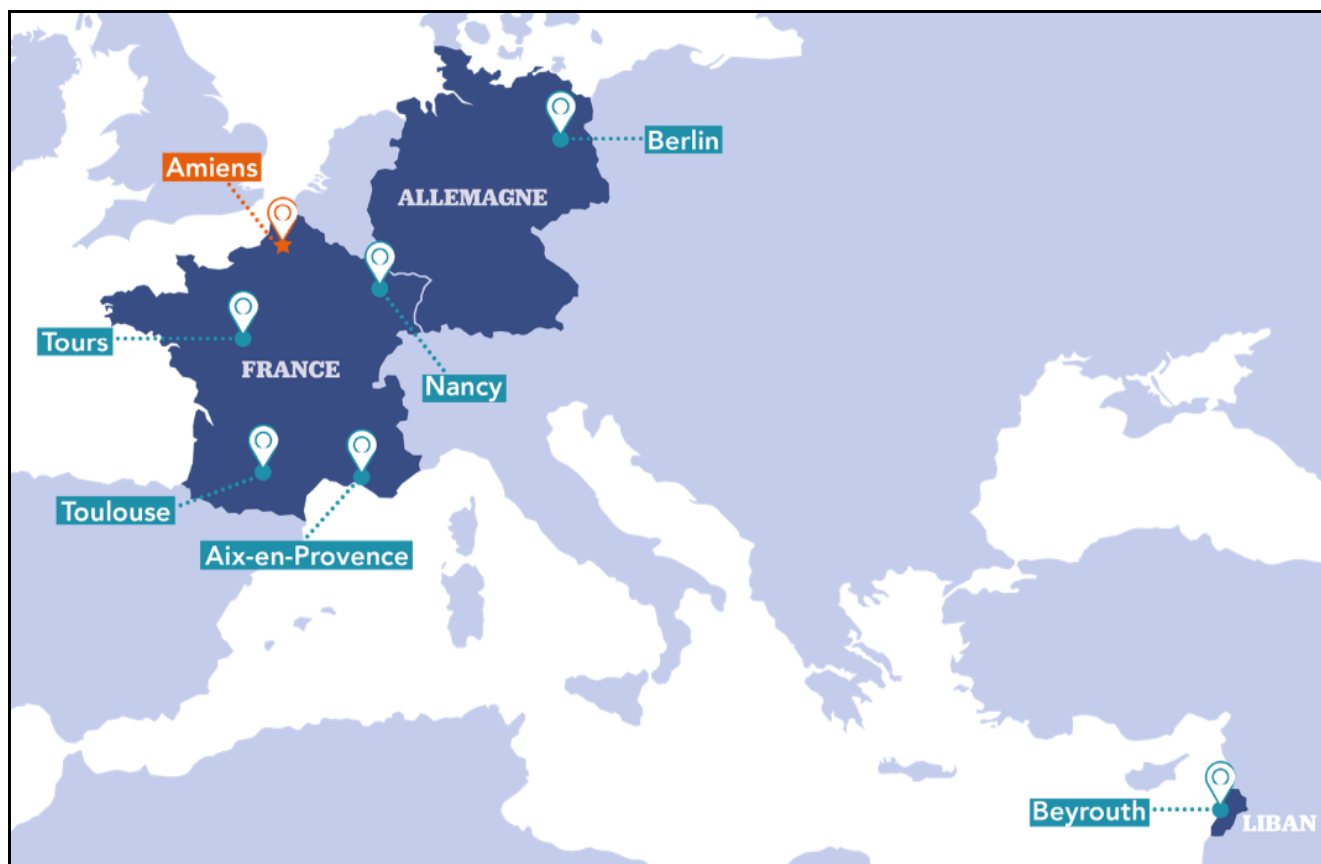 Berlin
Amiens
ALLEMAGNE
Tours
FRANCE
Nancy
Toulouse
Aix-en-Provence
Beyrouth
LIBAN